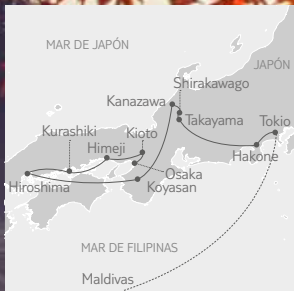 MAR DE JAPÓN
Shirakawago
JAPÓN
Kanazawa
Takayama
Tokio
Kurashiki
Kioto
Himeji
Hakone
Osaka
Hiroshima
Koyasan
MAR DE FILIPINAS
Maldivas